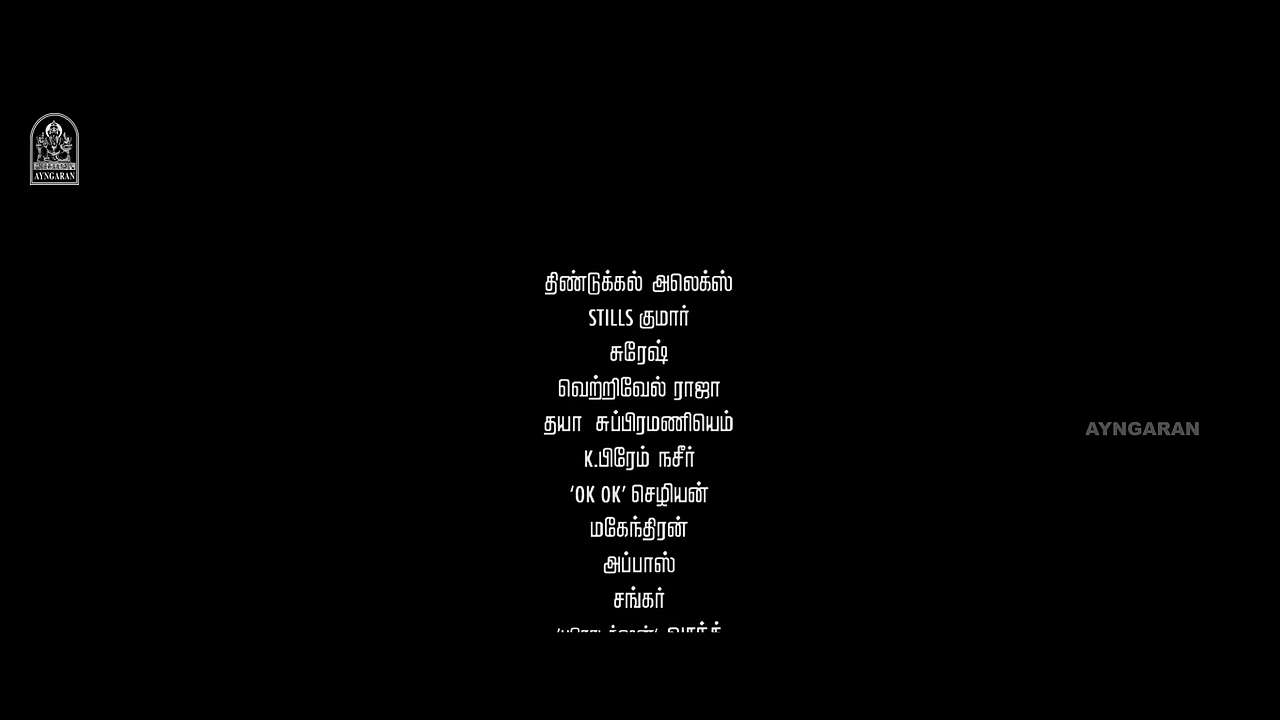 AYNGARAN
திண்டுக்கல் அலெக்ஸ்
STILLS குமார்
சுரேஷ்
வெற்றிவேல் ராஜா
தயா சுப்பிரமணியெம்
AYNGARAN
K.பிரேம் நசீர்
‘OK OK’ செழியன்
மகேந்திரன்
அப்பாஸ்
சங்கர்